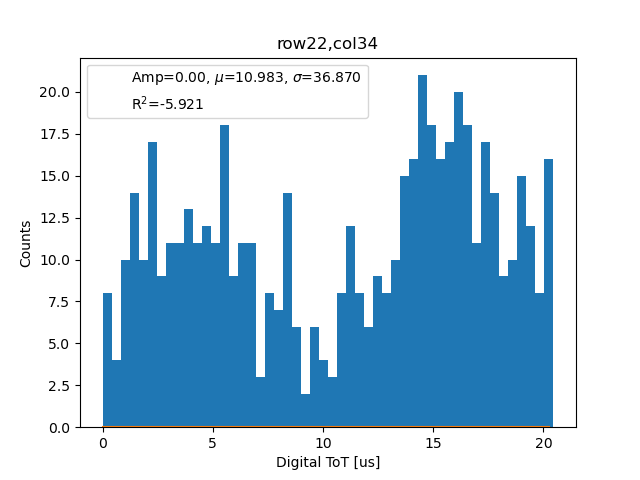 row22,col34
Amp=0.00, μ=10.983, σ=36.870
R²=-5.921
20.0
17.5
15.0
12.5
10.0
7.5
5.0
2.5
0.0
Counts
0 5 10 15 20
Digital ToT [us]